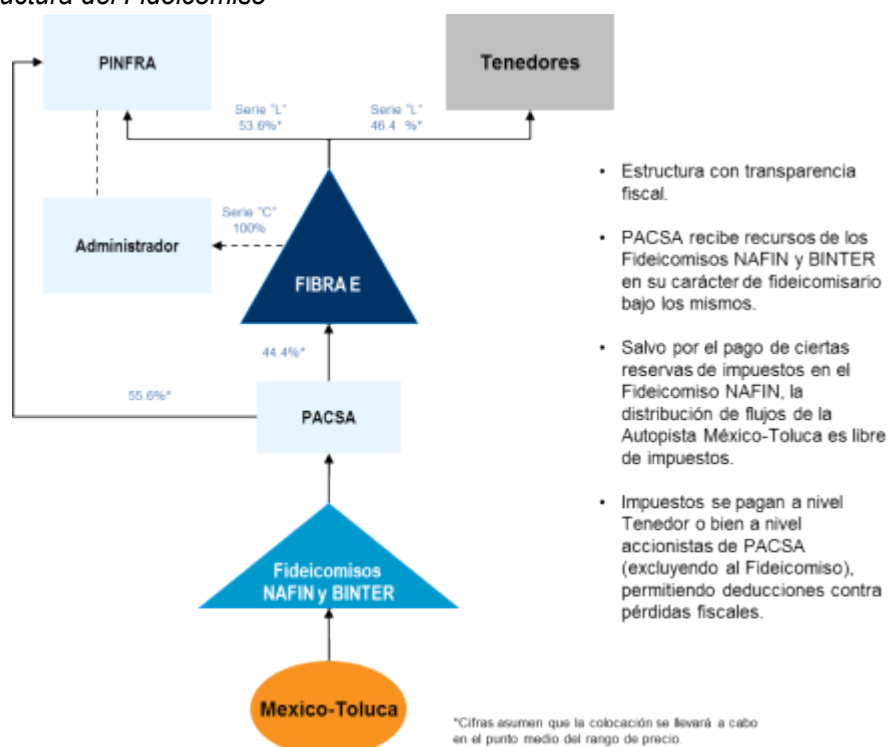 uctura del Fideicomiso
PINFRA
Tenedores
Serie "L"
53.6%*
Serie "L"
46.4 %*
Administrador
Serie "C"
100%
FIBRA E
44.4%*
55.6%*
PACSA
Fideicomisos
NAFIN y BINTER
Mexico-Toluca
• Estructura con transparencia
fiscal.
• PACSA recibe recursos de los
Fideicomisos NAFIN y BINTER
en su carácter de fideicomisario
bajo los mismos.
• Salvo por el pago de ciertas
reservas de impuestos en el
Fideicomiso NAFIN, la
distribución de flujos de la
Autopista México-Toluca es libre
de impuestos.
• Impuestos se pagan a nivel
Tenedor o bien a nivel
accionistas de PACSA
(excluyendo al Fideicomiso),
permitiendo deducciones contra
pérdidas fiscales.
*Cifras asumen que la colocación se llevará a cabo
en el punto medio del rango de precio.